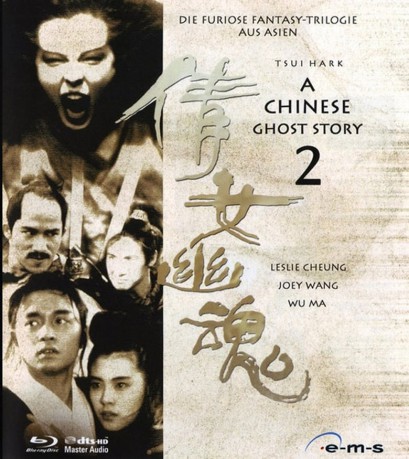 DIE FURIOSE FANTASY-TRILOGIE
AUS ASIEN
TSUI HARK
A
CHINESE
GHOST STORY
2
倩
女
幽
魂
LESLIE CHEUNG
JOEY WANG
WU MA
Blu-ray Disc
dts-HD
Master Audio
e-m-s